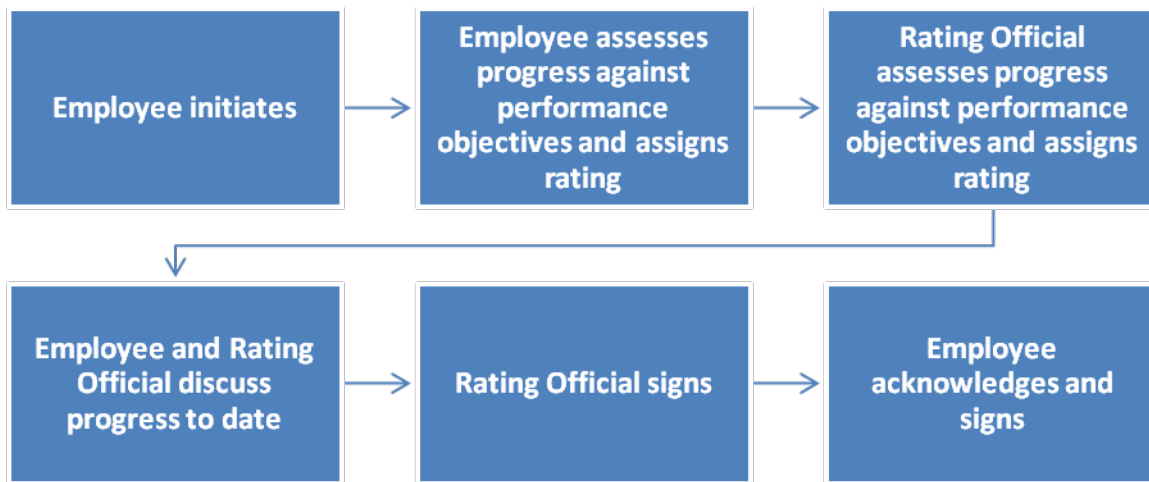 Employee initiates
Employee assesses
progress against
performance
objectives and assigns
rating
Rating Official
assesses progress
against performance
objectives and assigns
rating
Employee and Rating
Official discuss
progress to date
Rating Official signs
Employee
acknowledges and
signs